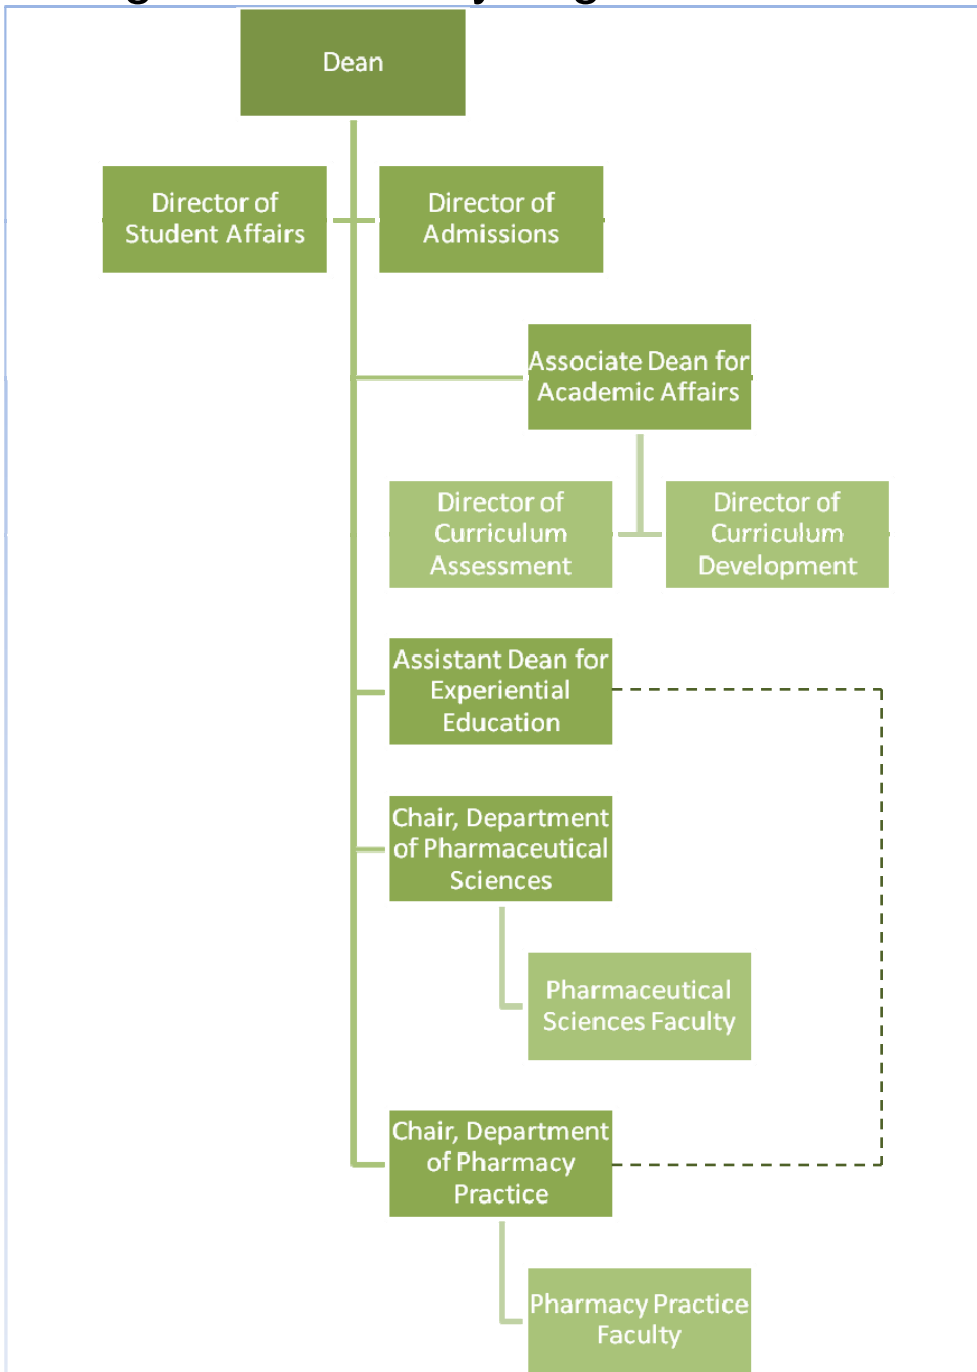 Dean
Director of
Student Affairs
Director of
Admissions
Associate Dean for
Academic Affairs
Director of
Curriculum
Assessment
Director of
Curriculum
Development
Assistant Dean for
Experiential
Education
Chair, Department
of Pharmaceutical
Sciences
Pharmaceutical
Sciences Faculty
Chair, Department
of Pharmacy
Practice
Pharmacy Practice
Faculty